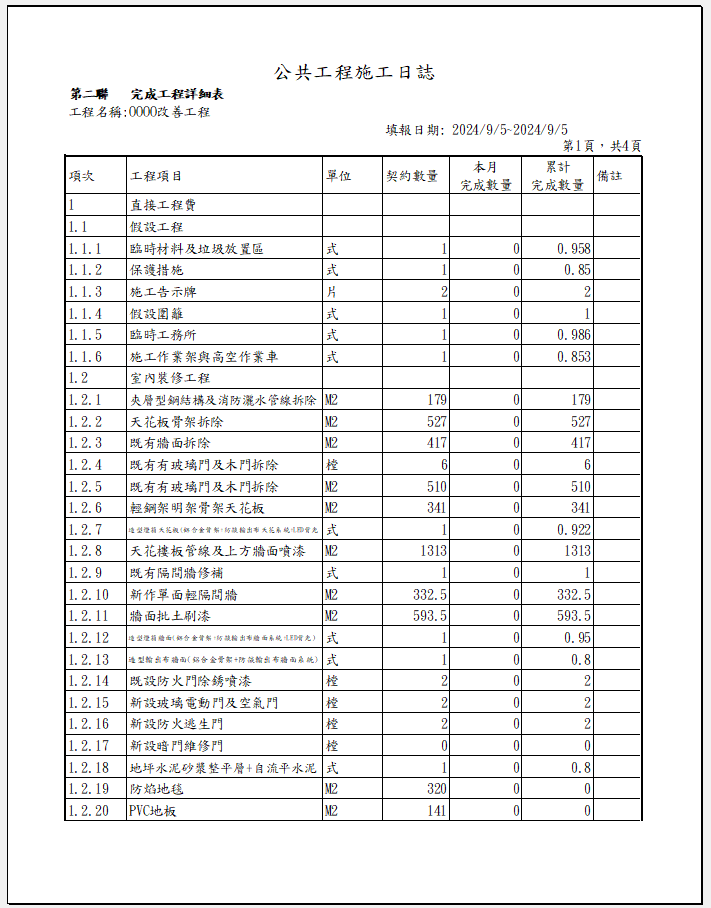 公共工程施工日誌
第二聯 完成工程詳細表
工程名稱:0000改善工程
填報日期: 2024/9/5~2024/9/5
第1頁，共4頁
項次 工程項目 單位 契約數量 本月完成數量 累計完成數量 備註
1 直接工程費
1.1 假設工程
1.1.1 臨時材料及垃圾放置區 式 1 0 0.958
1.1.2 保護措施 式 1 0 0.85
1.1.3 施工告示牌 片 2 0 2
1.1.4 假設圍籬 式 1 0 1
1.1.5 臨時工務所 式 1 0 0.986
1.1.6 施工作業架與高空作業車 式 1 0 0.853
1.2 室內裝修工程
1.2.1 夾層型鋼結構及消防灑水管線拆除 M2 179 0 179
1.2.2 天花板骨架拆除 M2 527 0 527
1.2.3 既有牆面拆除 M2 417 0 417
1.2.4 既有有玻璃門及木門拆除 樘 6 0 6
1.2.5 既有有玻璃門及木門拆除 M2 510 0 510
1.2.6 輕鋼架明架骨架天花板 M2 341 0 341
1.2.7 造型燈箱天花板(鋁合金骨架+防燄輸出布天花系統+LED背光 式 1 0 0.922
1.2.8 天花樓板管線及上方牆面噴漆 M2 1313 0 1313
1.2.9 既有隔間牆修補 式 1 0 1
1.2.10 新作單面輕隔間牆 M2 332.5 0 332.5
1.2.11 牆面批土刷漆 M2 593.5 0 593.5
1.2.12 造型燈箱牆面(鋁合金骨架+防燄輸出布牆面系統+LED背光) 式 1 0 0.95
1.2.13 造型輸出布牆面(鋁合金骨架+防燄輸出布牆面系統) 式 1 0 0.8
1.2.14 既設防火門除銹噴漆 樘 2 0 2
1.2.15 新設玻璃電動門及空氣門 樘 2 0 2
1.2.16 新設防火逃生門 樘 2 0 2
1.2.17 新設暗門維修門 樘 0 0 0
1.2.18 地坪水泥砂漿整平層+自流平水泥 式 1 0 0.8
1.2.19 防焰地毯 M2 320 0 0
1.2.20 PVC地板 M2 141 0 0